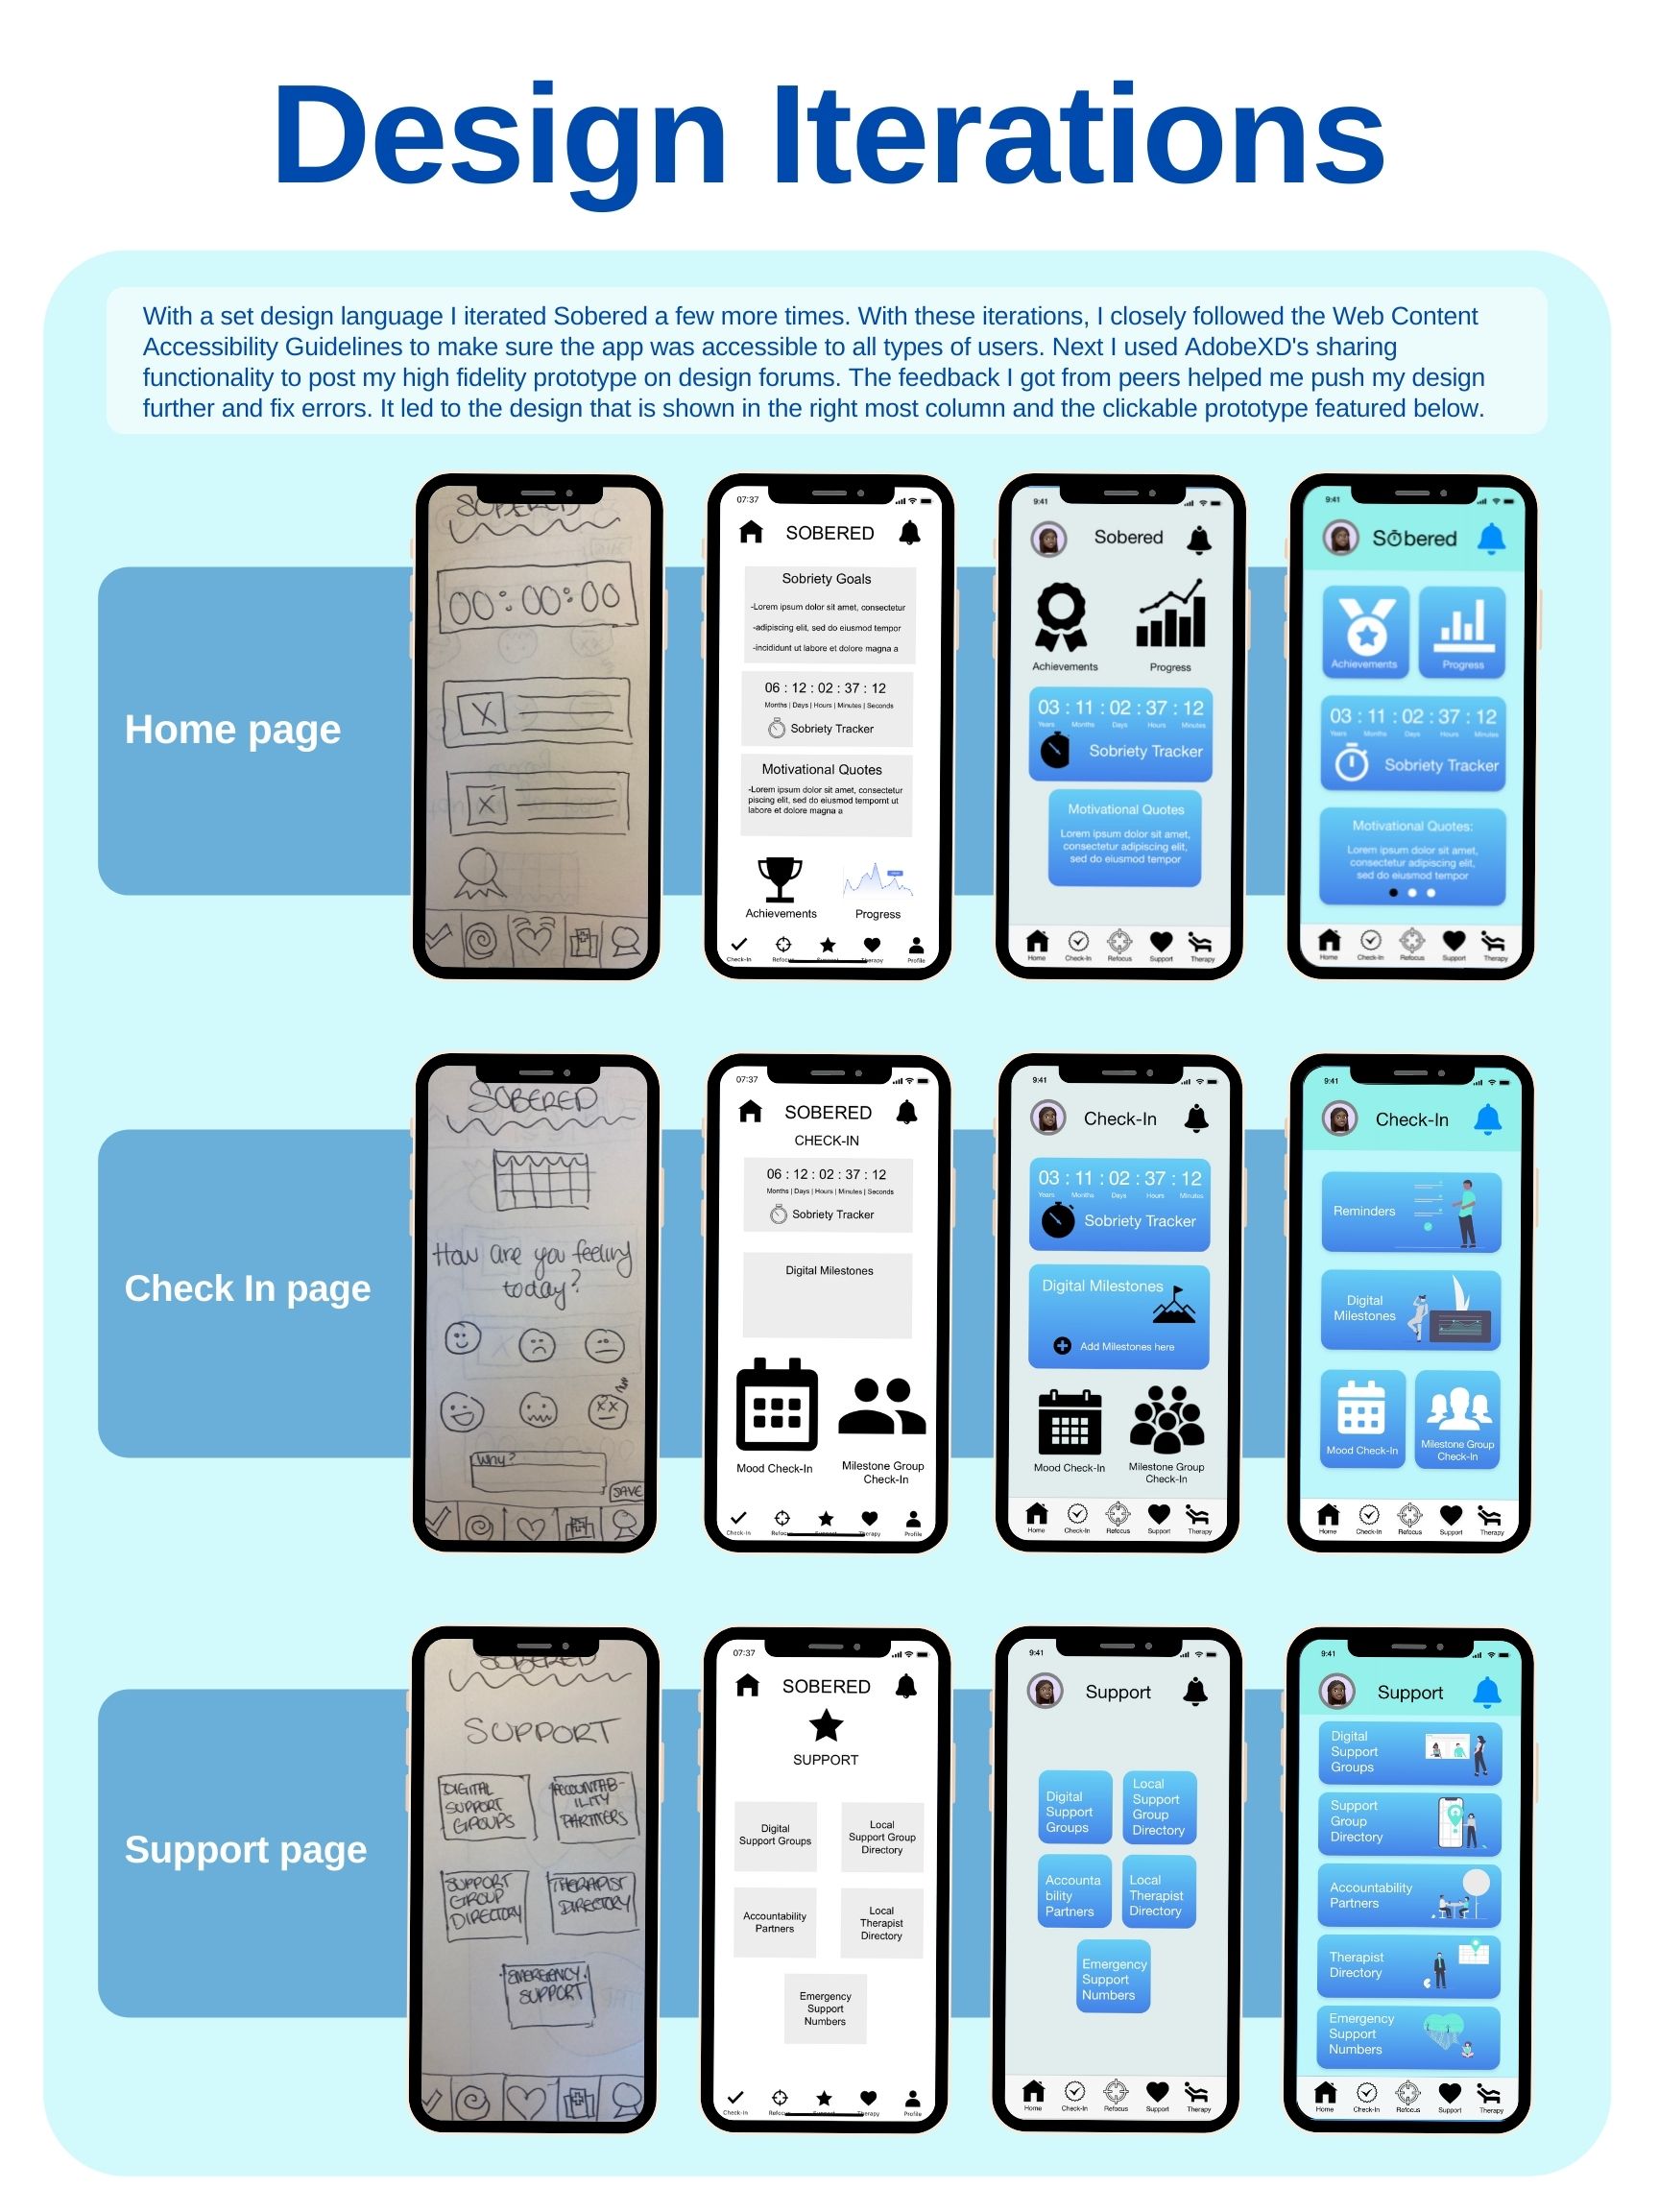 Design Iterations
With a set design language I iterated Sobered a few more times. With these iterations, I closely followed the Web Content
Accessibility Guidelines to make sure the app was accessible to all types of users. Next I used AdobeXD's sharing
functionality to post my high fidelity prototype on design forums. The feedback I got from peers helped me push my design
further and fix errors. It led to the design that is shown in the right most column and the clickable prototype featured below.
Home page
SOBERED
00:00:00
07:37
SOBERED
Sobriety Goals
-Lorem ipsum dolor sit amet, consectetur
-adipiscing elit, sed do eiusmod tempor
-incididunt ut labore et dolore magna a
06 : 12 : 02 : 37 : 12
Months | Days | Hours | Minutes | Seconds
Sobriety Tracker
Motivational Quotes
-Lorem ipsum dolor sit amet, consectetur
piscing elit, sed do eiusmod tempornt ut
labore et dolore magna a
Achievements Progress
Check-In Refocus Support Therapy Profile
9:41
Sobered
Achievements Progress
03 : 11 : 02 : 37 : 12
Years Months Days Hours Minutes
Sobriety Tracker
Motivational Quotes
Lorem ipsum dolor sit amet,
consectetur adipiscing elit,
sed do eiusmod tempor
Home Check-In Refocus Support Therapy
9:41
Sobered
Achievements Progress
03 : 11 : 02 : 37 : 12
Years Months Days Hours Minutes
Sobriety Tracker
Motivational Quotes:
Lorem ipsum dolor sit amet,
consectetur adipiscing elit,
sed do eiusmod tempor
Home Check-In Refocus Support Therapy
Check In page
SOBERED
How are you feeling
today?
Why?
SAVE
07:37
SOBERED
CHECK-IN
06 : 12 : 02 : 37 : 12
Months | Days | Hours | Minutes | Seconds
Sobriety Tracker
Digital Milestones
Mood Check-In Milestone Group
Check-In
Check-In Refocus Support Therapy Profile
9:41
Check-In
03 : 11 : 02 : 37 : 12
Years Months Days Hours Minutes
Sobriety Tracker
Digital Milestones
Add Milestones here
Mood Check-In Milestone Group
Check-In
Home Check-In Refocus Support Therapy
9:41
Check-In
Reminders
Digital
Milestones
Mood Check-In Milestone Group
Check-In
Home Check-In Refocus Support Therapy
Support page
SOBERED
SUPPORT
DIGITAL
SUPPORT
GROUPS
ACCOUNTAB-
ILITY
PARTNERS
SUPPORT
GROUP
DIRECTORY
THERAPIST
DIRECTORY
EMERGENCY
SUPPORT
07:37
SOBERED
SUPPORT
Digital
Support Groups
Local
Support Group
Directory
Accountability
Partners
Local
Therapist
Directory
Emergency
Support
Numbers
Check-In Refocus Support Therapy Profile
9:41
Support
Digital
Support
Groups
Local
Support
Group
Directory
Accounta
bility
Partners
Local
Therapist
Directory
Emergency
Support
Numbers
Home Check-In Refocus Support Therapy
9:41
Support
Digital
Support
Groups
Support
Group
Directory
Accountability
Partners
Therapist
Directory
Emergency
Support
Numbers
Home Check-In Refocus Support Therapy